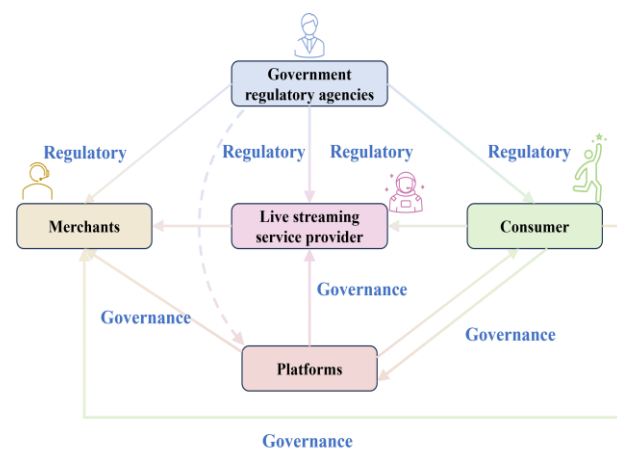 Government
regulatory agencies
Regulatory
Regulatory
Regulatory
Regulatory
Merchants
Live streaming
service provider
Consumer
Governance
Governance
Governance
Platforms
Governance